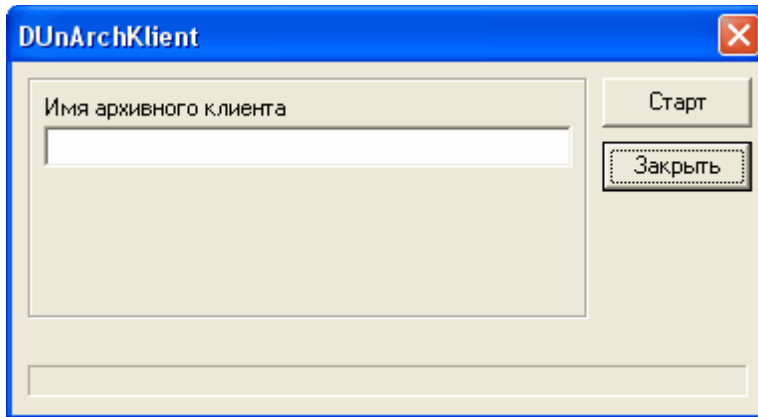 DUnArchKlient
Имя архивного клиента
Старт
Закрыть